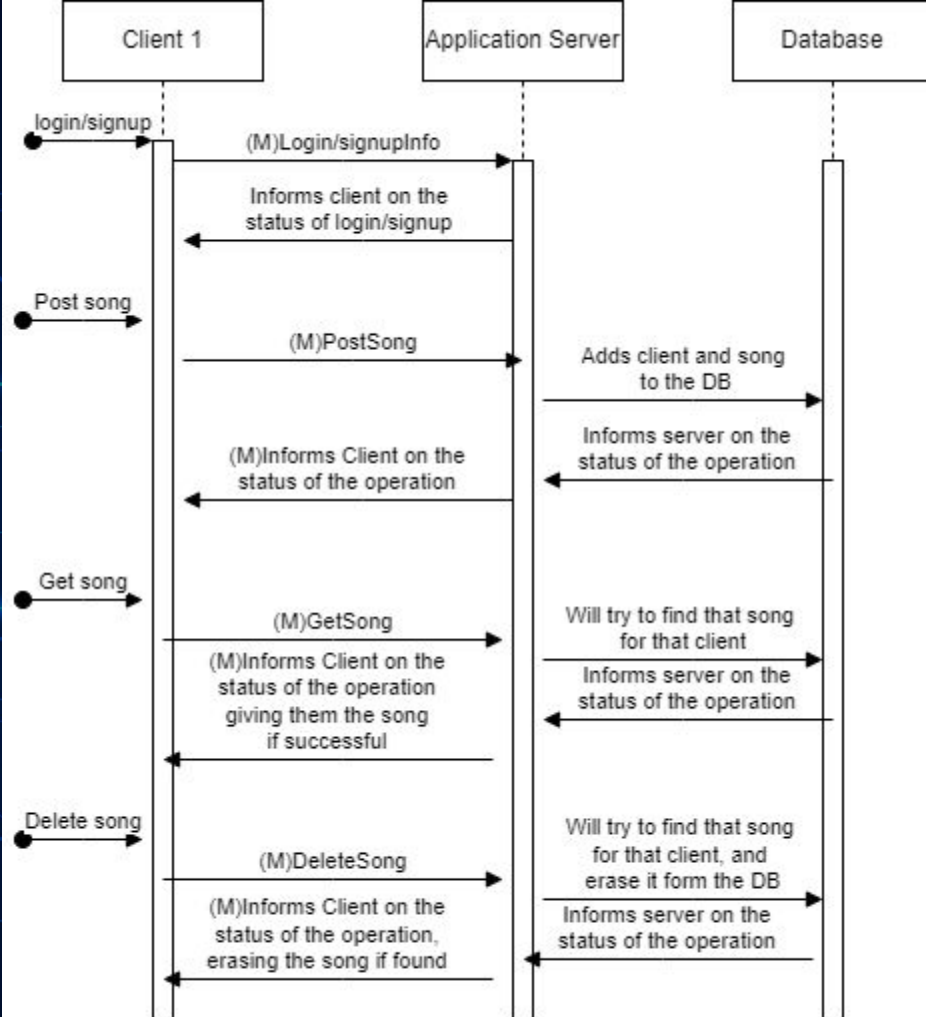 Client 1
Application Server
Database
login/signup
(M)Login/signupInfo
Informs client on the
status of login/signup
Post song
(M)PostSong
Adds client and song
to the DB
Informs server on the
status of the operation
(M)Informs Client on the
status of the operation
Get song
(M)GetSong
Will try to find that song
for that client
(M)Informs Client on the
status of the operation
giving them the song
if successful
Informs server on the
status of the operation
Delete song
(M)DeleteSong
Will try to find that song
for that client, and
erase it form the DB
(M)Informs Client on the
status of the operation,
erasing the song if found
Informs server on the
status of the operation